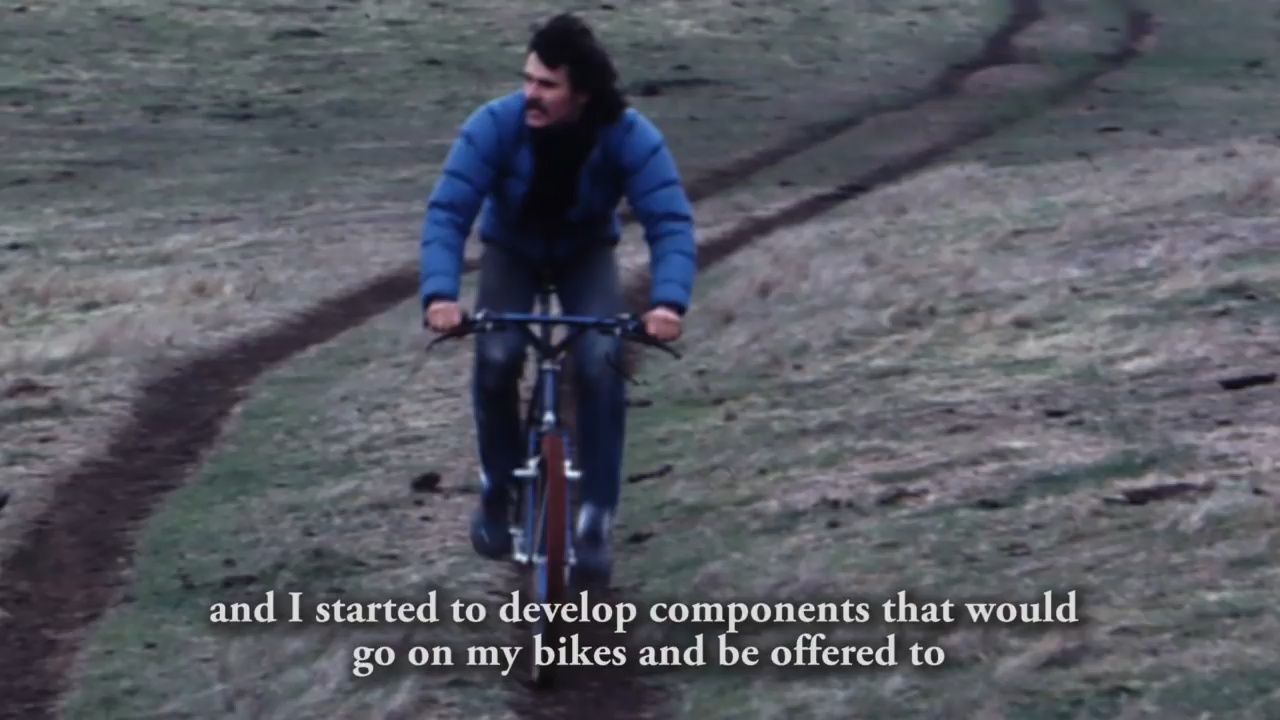 and I started to develop components that would
go on my bikes and be offered to